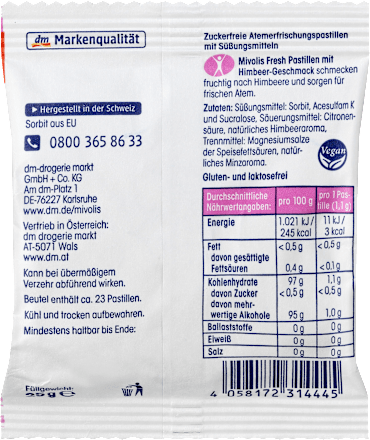 dm Markenqualität
Hergestellt in der Schweiz
Sorbit aus EU
0800 365 86 33
dm-drogerie markt
GmbH + Co. KG
Am dm-Platz 1
DE-76227 Karlsruhe
www.dm.de/mivolis
Vertrieb in Österreich:
dm drogerie markt
AT-5071 Wals
www.dm.at
Kann bei übermäßigem
Verzehr abführend wirken.
Beutel enthält ca. 23 Pastillen.
Kühl und trocken aufbewahren.
Mindestens haltbar bis Ende:
Füllgewicht:
25g ℮
Zuckerfreie Atemerfrischungspastillen
mit Süßungsmitteln
Mivolis Fresh Pastillen mit
Himbeer-Geschmack schmecken
fruchtig nach Himbeere und sorgen für
frischen Atem.
Zutaten: Süßungsmittel: Sorbit, Acesulfam K
und Sucralose, Säuerungsmittel: Citronen-
säure, natürliches Himbeeraroma,
Trennmittel: Magnesiumsalze
der Speisefettsäuren, natür-
liches Minzaroma.
Vegan
Gluten- und laktosefrei
Durchschnittliche Nährwertangaben: pro 100 g pro 1 Pas-
tille (1,1 g)
Energie 1.021 kJ / 11 kJ /
245 kcal 3 kcal
Fett <0,5 g <0,5 g
davon gesättigte
Fettsäuren 0,4 g <0,1 g
Kohlenhydrate 97 g 1,1 g
davon Zucker <0,5 g <0,5 g
davon mehr-
wertige Alkohole 95 g 1,0 g
Ballaststoffe 0 g 0 g
Eiweiß 0 g 0 g
Salz 0 g 0 g
4 058172 314445